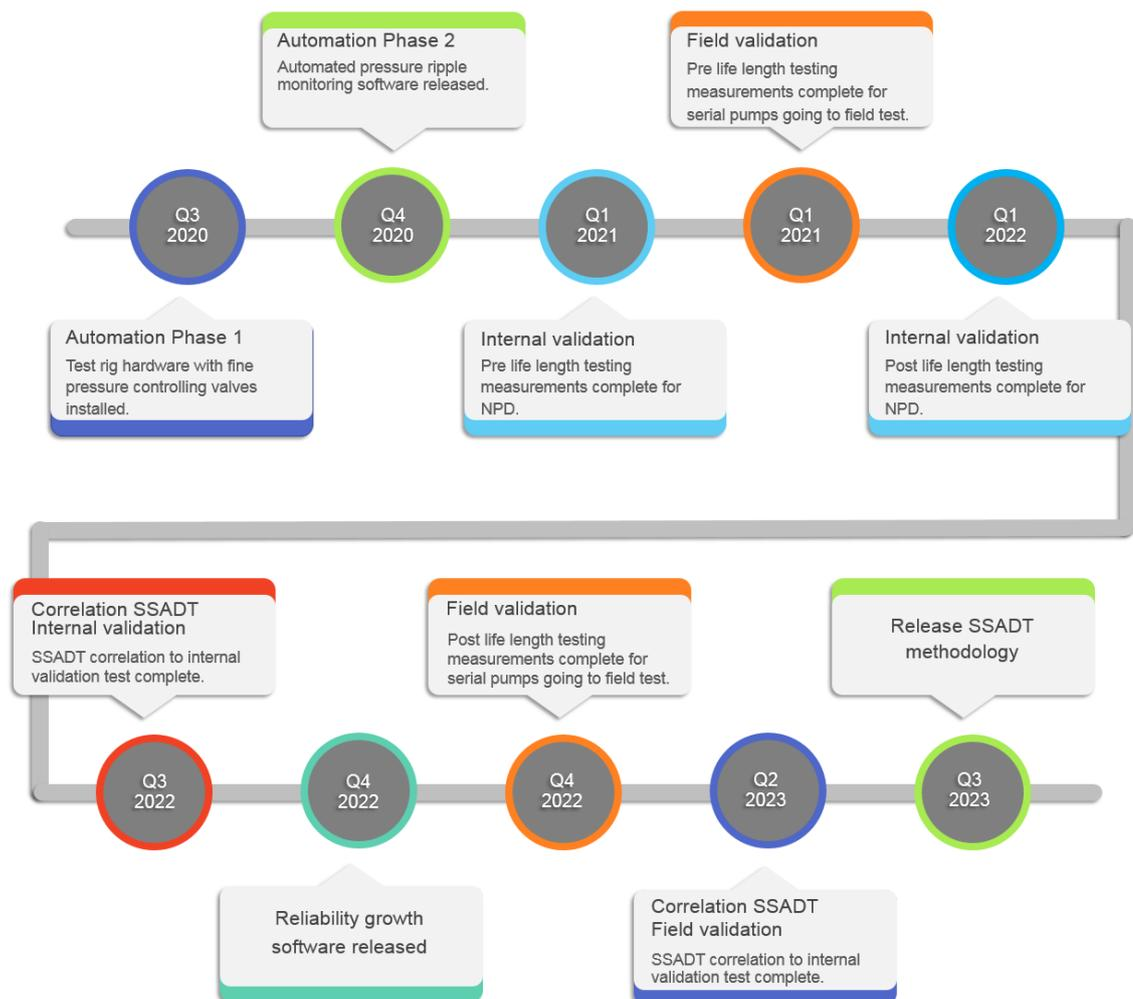 Automation Phase 2
Automated pressure ripple
monitoring software released.
Field validation
Pre life length testing
measurements complete for
serial pumps going to field test.
Q3
2020
Q4
2020
Q1
2021
Q1
2021
Q1
2022
Automation Phase 1
Test rig hardware with fine
pressure controlling valves
installed.
Internal validation
Pre life length testing
measurements complete for
NPD.
Internal validation
Post life length testing
measurements complete for
NPD.
Correlation SSADT
Internal validation
SSADT correlation to internal
validation test complete.
Field validation
Post life length testing
measurements complete for
serial pumps going to field test.
Release SSADT
methodology
Q3
2022
Q4
2022
Q4
2022
Q2
2023
Q3
2023
Reliability growth
software released
Correlation SSADT
Field validation
SSADT correlation to internal
validation test complete.